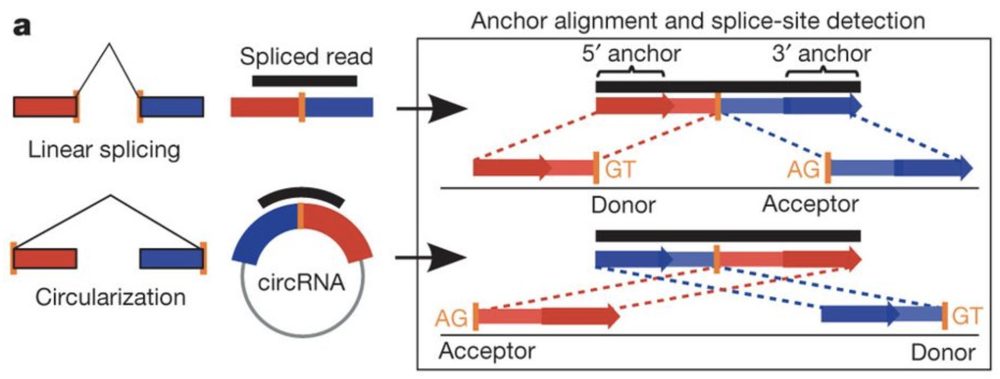 a
Anchor alignment and splice-site detection
Spliced read
5′ anchor
3′ anchor
Linear splicing
GT
AG
Donor
Acceptor
circRNA
Circularization
AG
GT
Acceptor
Donor